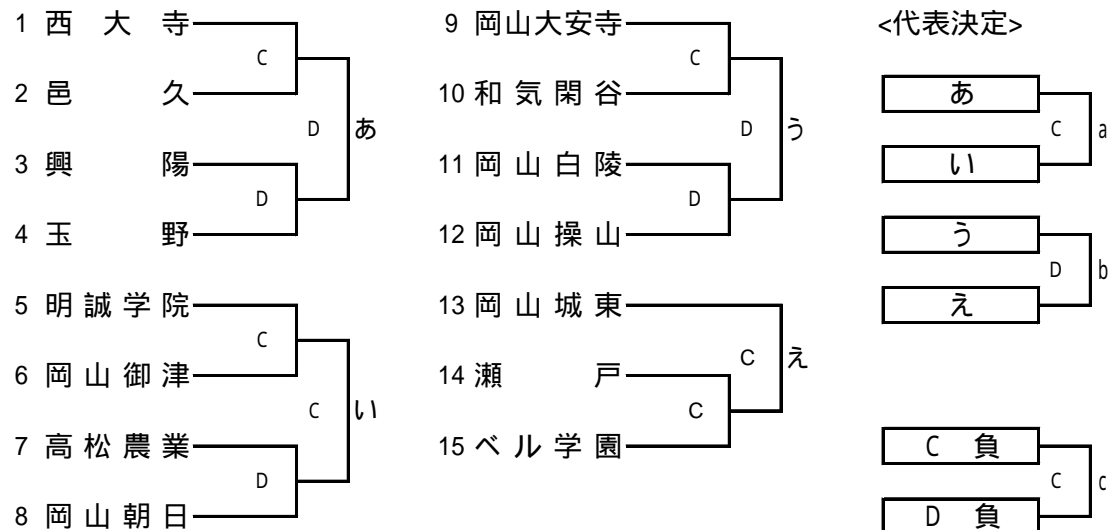 1 西大寺
C
2 邑久
D あ
3 興陽
D
4 玉野
5 明誠学院
C
6 岡山御津
C い
7 高松農業
D
8 岡山朝日
9 岡山大安寺
C
10 和気閑谷
D う
11 岡山白陵
D
12 岡山操山
13 岡山城東
C え
14 瀬戸
C
15 ベル学園
<代表決定>
あ
C a
い
う
D b
え
C 負
C c
D 負